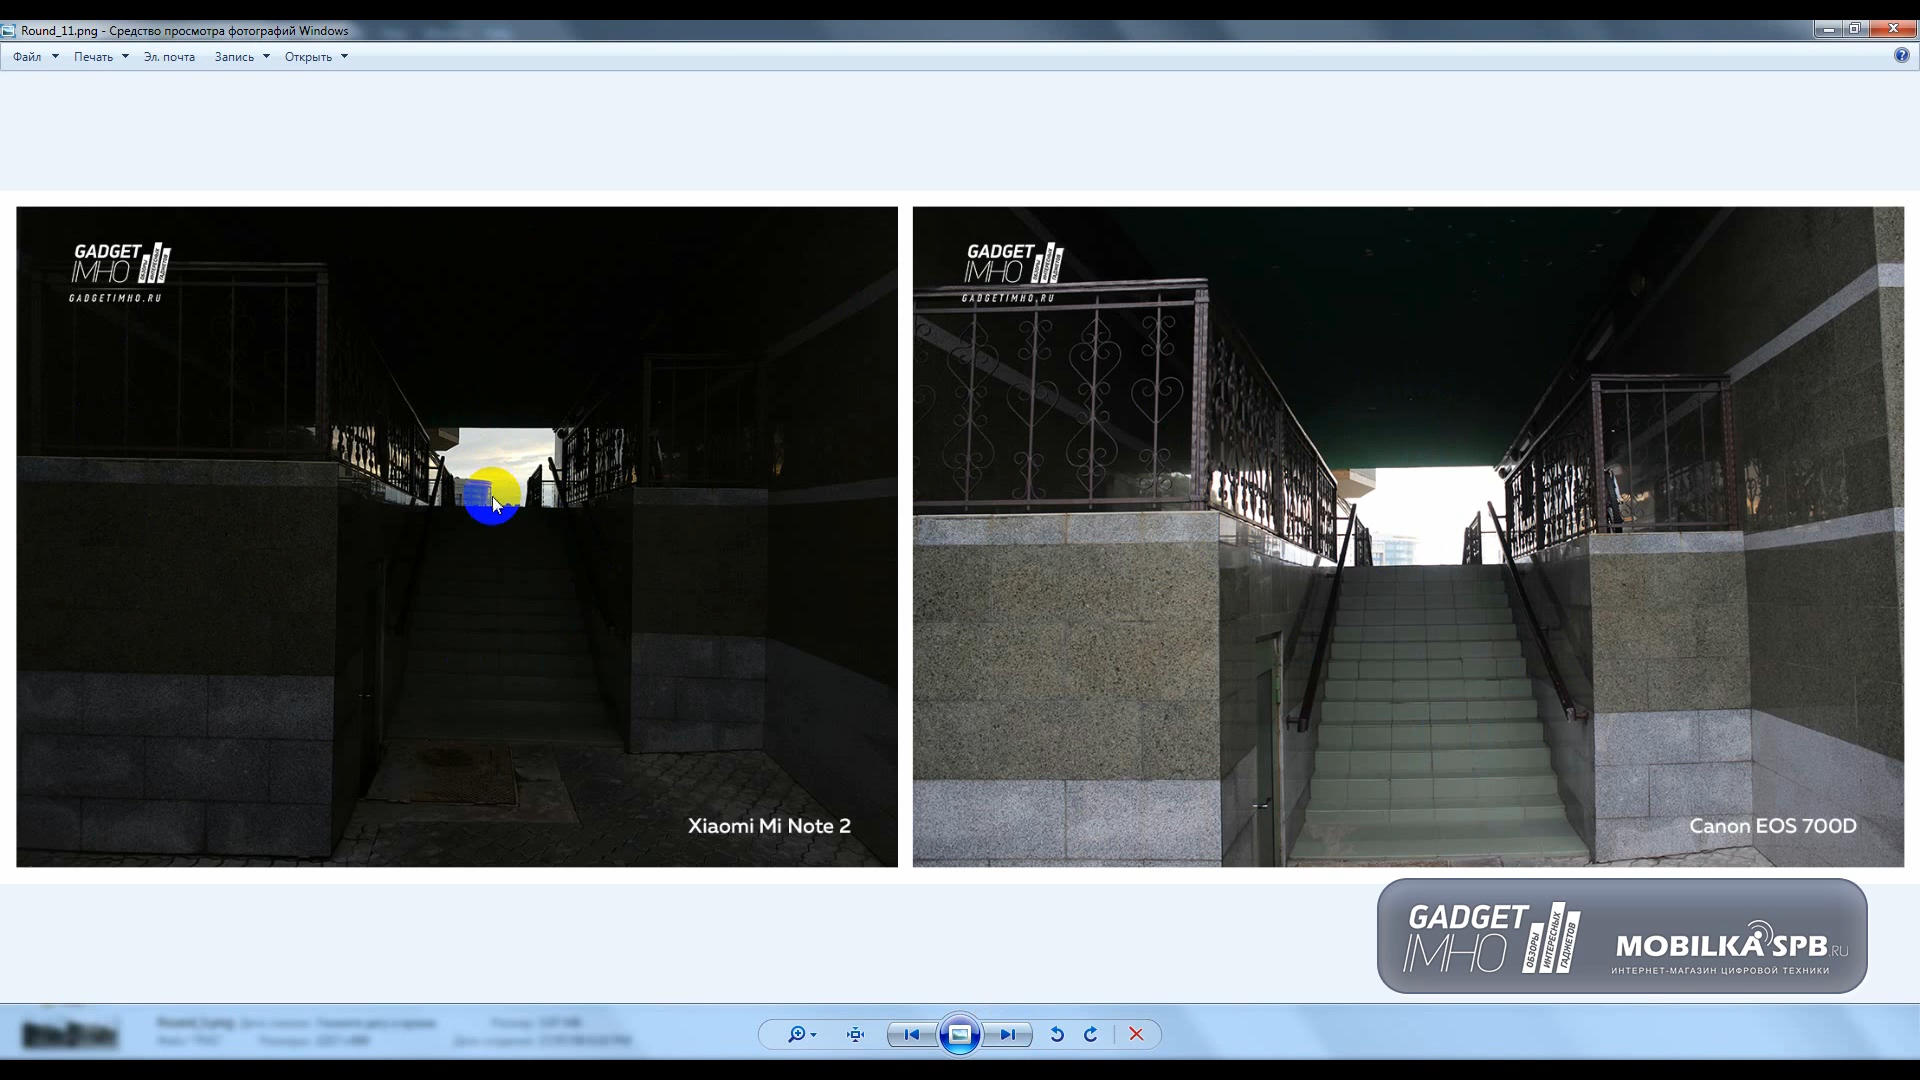 Round_11.png - Средство просмотра фотографий Windows
Файл Печать Эл. почта Запись Открыть
GADGET
IMHO
GADGETIMHO.RU
GADGET
IMHO
GADGETIMHO.RU
Xiaomi Mi Note 2
Canon EOS 700D
GADGET
IMHO
ОБЗОРЫ
ИНТЕРЕСНЫХ
ГАДЖЕТОВ
MOBILKA SPB.RU
ИНТЕРНЕТ-МАГАЗИН ЦИФРОВОЙ ТЕХНИКИ